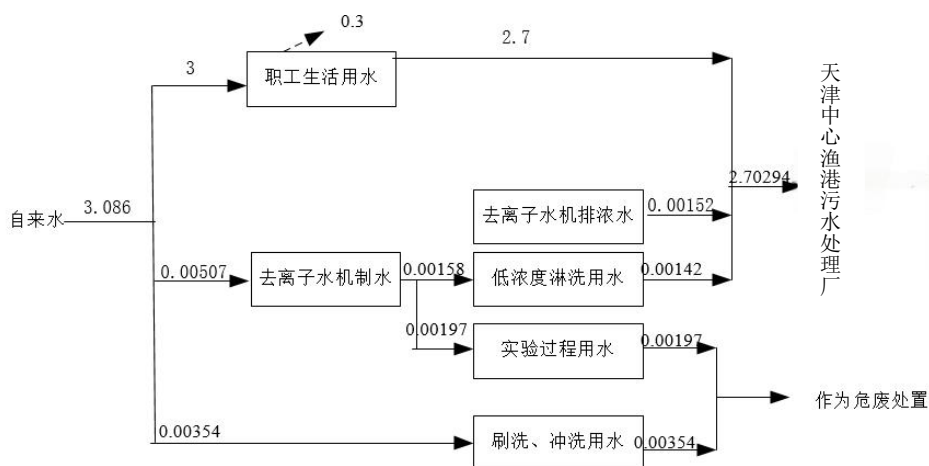 0.3
2.7
3
职工生活用水
天津中心渔港污水处理厂
2.70294
自来水
3.086
去离子水机排浓水
0.00152
0.00507
去离子水机制水
0.00158
低浓度淋洗用水
0.00142
0.00197
实验过程用水
0.00197
作为危废处置
0.00354
刷洗、冲洗用水
0.00354